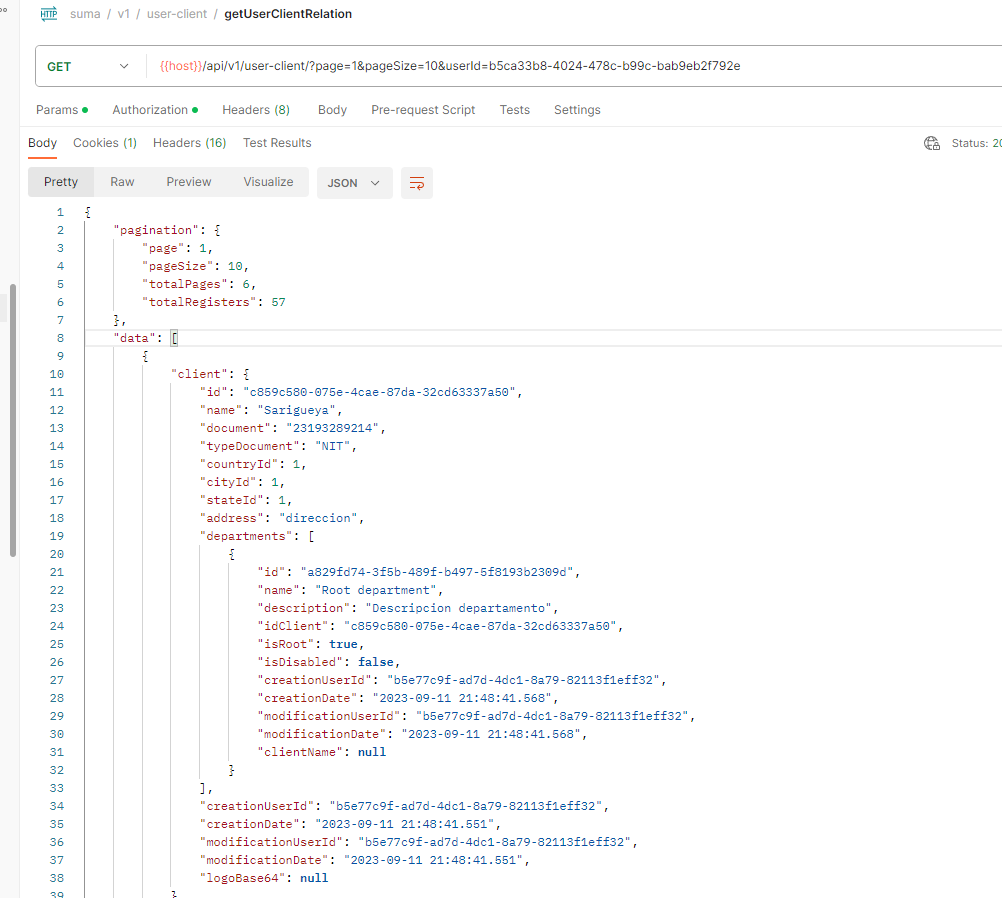 HTTP suma / v1 / user-client / getUserClientRelation
GET {{host}}/api/v1/user-client/?page=1&pageSize=10&userId=b5ca33b8-4024-478c-b99c-bab9eb2f792e
Params Authorization Headers (8) Body Pre-request Script Tests Settings
Body Cookies (1) Headers (16) Test Results Status: 20
Pretty Raw Preview Visualize JSON
1 {
2 "pagination": {
3 "page": 1,
4 "pageSize": 10,
5 "totalPages": 6,
6 "totalRegisters": 57
7 },
8 "data": [
9 {
10 "client": {
11 "id": "c859c580-075e-4cae-87da-32cd63337a50",
12 "name": "Sarigueya",
13 "document": "23193289214",
14 "typeDocument": "NIT",
15 "countryId": 1,
16 "cityId": 1,
17 "stateId": 1,
18 "address": "direccion",
19 "departments": [
20 {
21 "id": "a829fd74-3f5b-489f-b497-5f8193b2309d",
22 "name": "Root department",
23 "description": "Descripcion departamento",
24 "idClient": "c859c580-075e-4cae-87da-32cd63337a50",
25 "isRoot": true,
26 "isDisabled": false,
27 "creationUserId": "b5e77c9f-ad7d-4dc1-8a79-82113f1eff32",
28 "creationDate": "2023-09-11 21:48:41.568",
29 "modificationUserId": "b5e77c9f-ad7d-4dc1-8a79-82113f1eff32",
30 "modificationDate": "2023-09-11 21:48:41.568",
31 "clientName": null
32 }
33 ],
34 "creationUserId": "b5e77c9f-ad7d-4dc1-8a79-82113f1eff32",
35 "creationDate": "2023-09-11 21:48:41.551",
36 "modificationUserId": "b5e77c9f-ad7d-4dc1-8a79-82113f1eff32",
37 "modificationDate": "2023-09-11 21:48:41.551",
38 "logoBase64": null
39 }